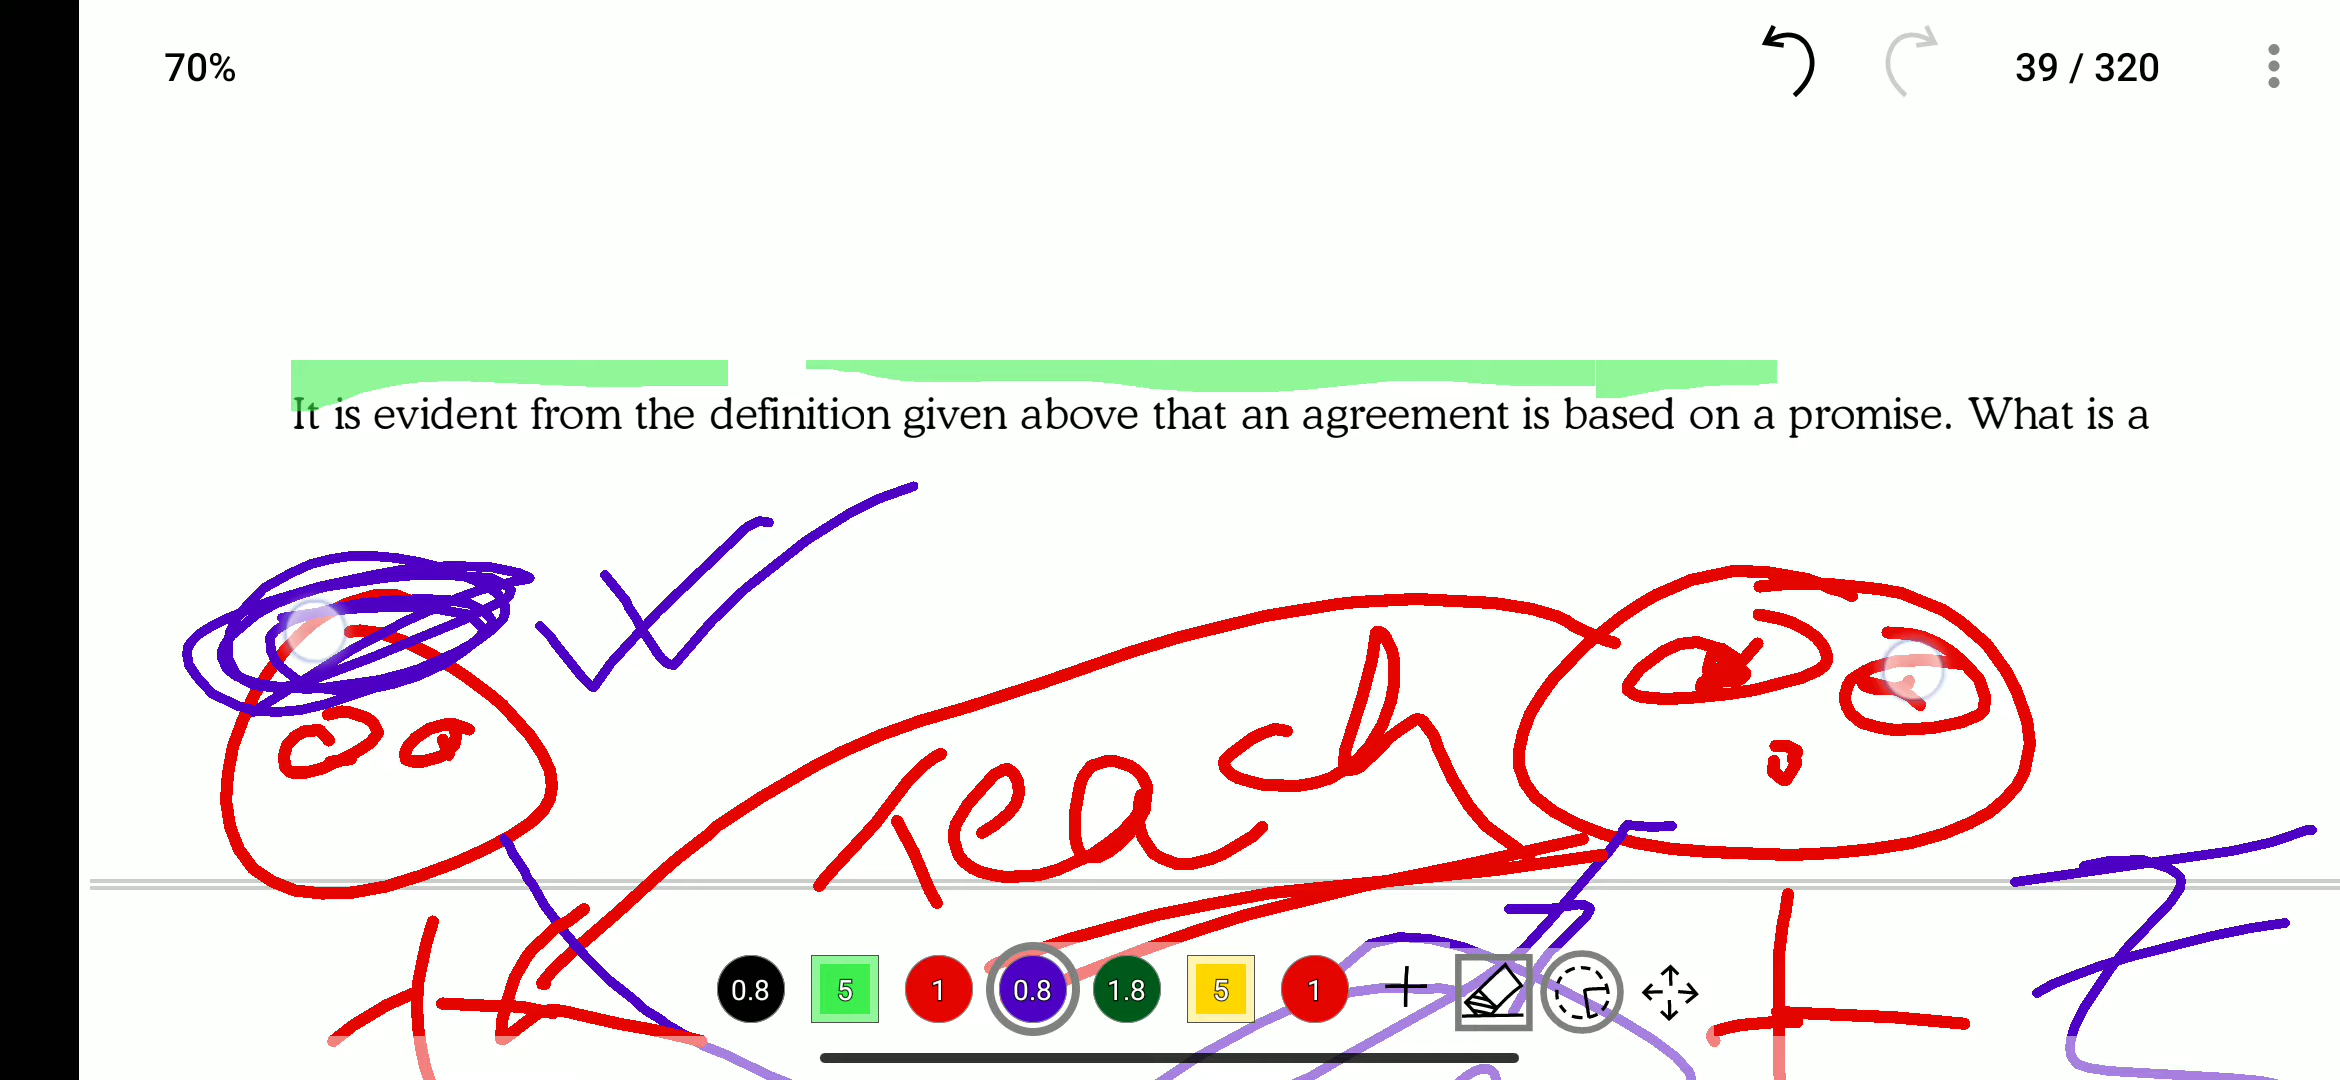 70%
39 / 320
It is evident from the definition given above that an agreement is based on a promise. What is a
Teach
0.8 5 1 0.8 1.8 5 1